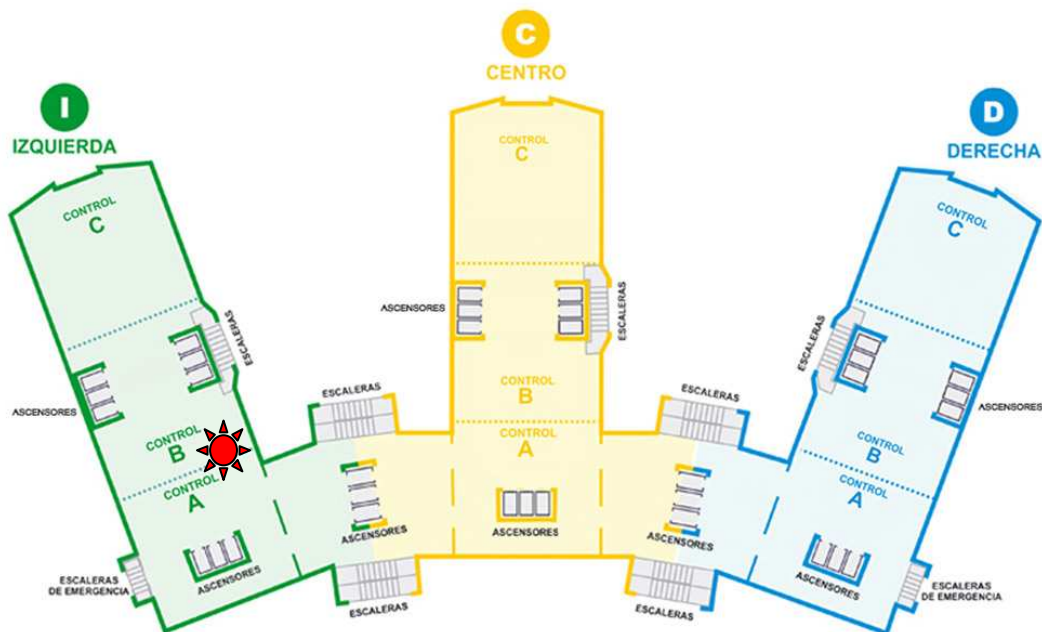 C
CENTRO
I
IZQUIERDA
D
DERECHA
CONTROL
C
CONTROL
C
CONTROL
C
ASCENSORES
ESCALERAS
ESCALERAS
ESCALERAS
ASCENSORES
ASCENSORES
ESCALERAS
ESCALERAS
CONTROL
B
CONTROL
B
CONTROL
B
CONTROL
A
CONTROL
A
CONTROL
A
ASCENSORES
ASCENSORES
ASCENSORES
ASCENSORES
ASCENSORES
ESCALERAS
DE EMERGENCIA
ESCALERAS
DE EMERGENCIA
ESCALERAS
ESCALERAS